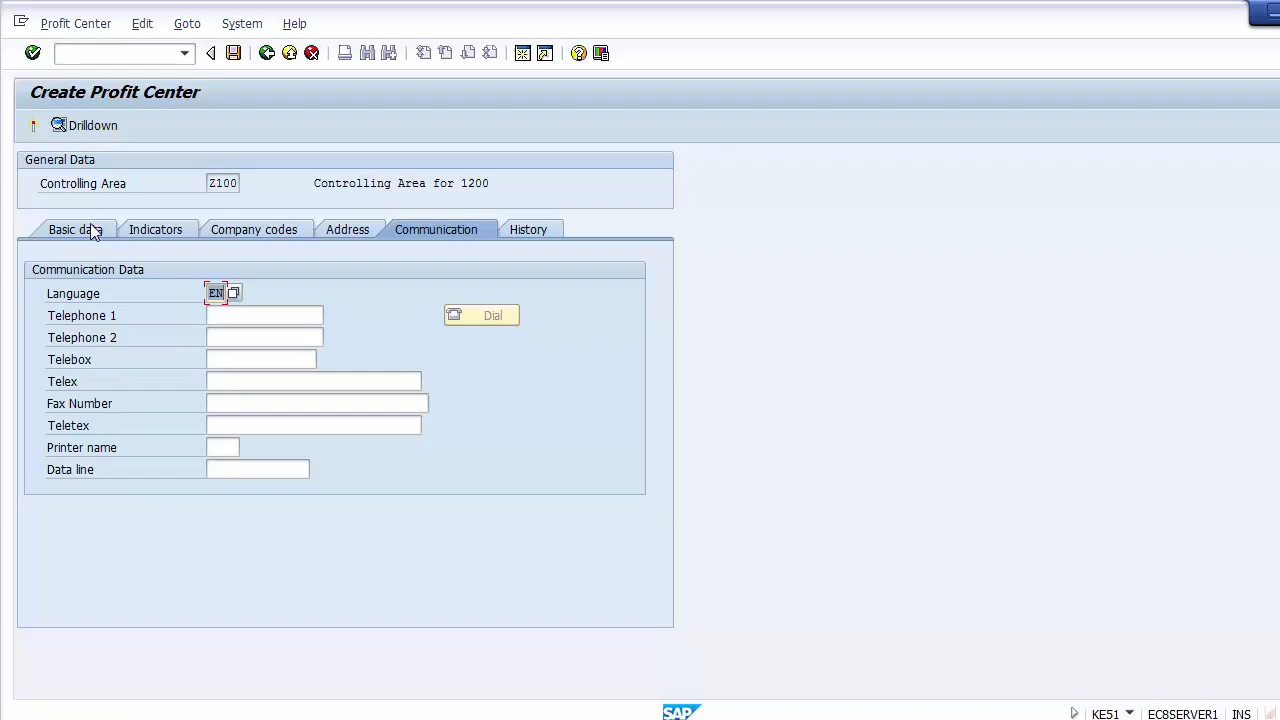 Profit Center Edit Goto System Help
Create Profit Center
Drilldown
General Data
Controlling Area Z100 Controlling Area for 1200
Basic data Indicators Company codes Address Communication History
Communication Data
Language EN
Telephone 1 Dial
Telephone 2
Telebox
Telex
Fax Number
Teletex
Printer name
Data line
SAP K51 EC8SERVER1 INS